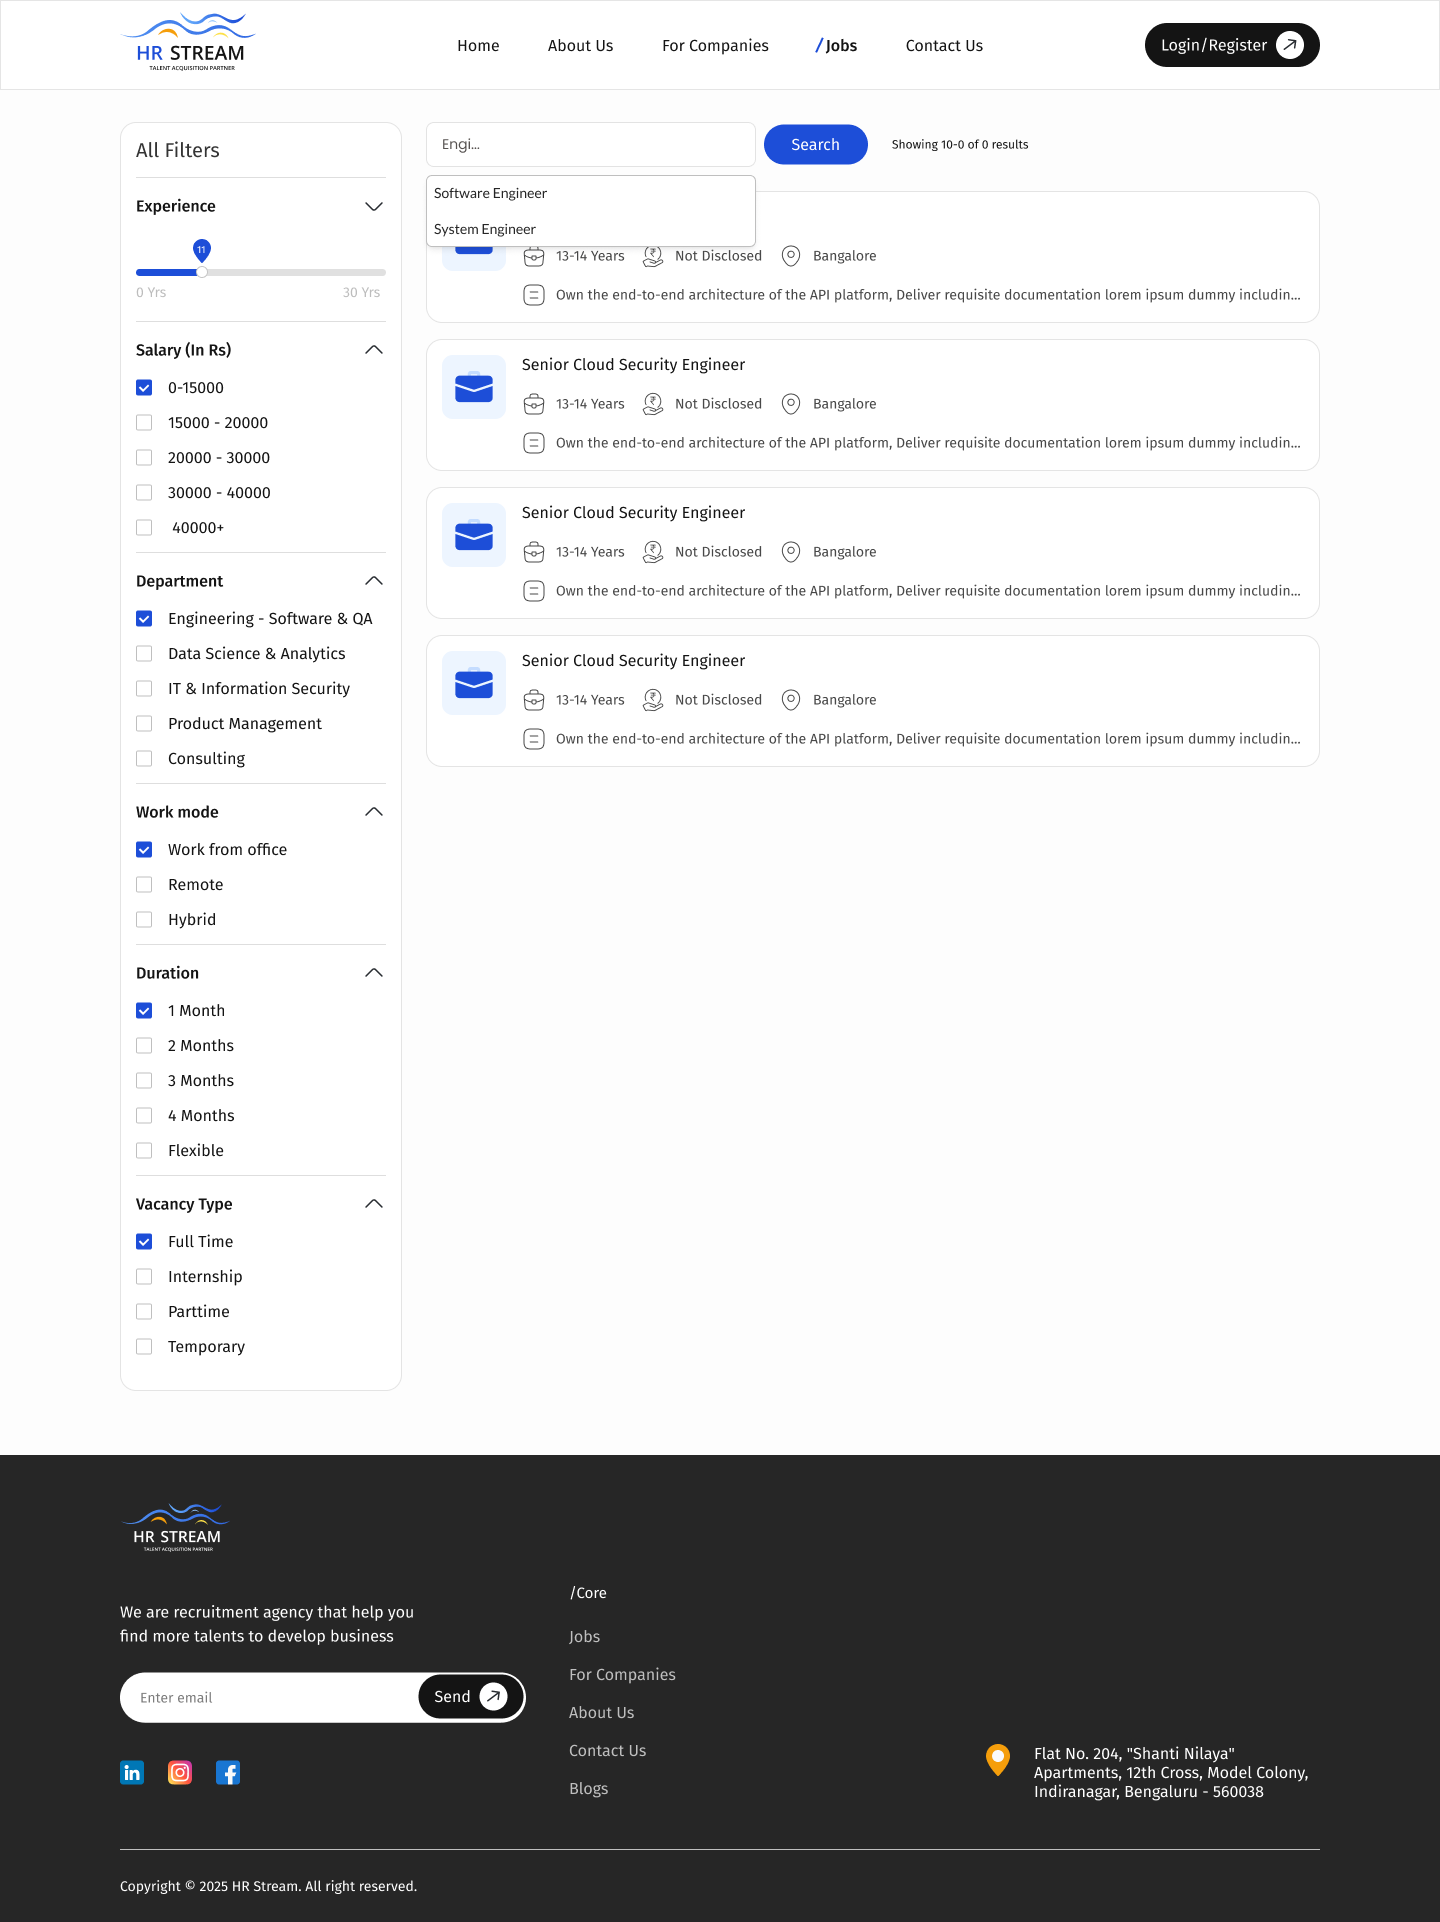 HR STREAM
TALENT ACQUISITION PARTNER
Home
About Us
For Companies
/Jobs
Contact Us
Login/Register
All Filters
Experience
11
0 Yrs
30 Yrs
Salary (In Rs)
0-15000
15000 - 20000
20000 - 30000
30000 - 40000
40000+
Department
Engineering - Software & QA
Data Science & Analytics
IT & Information Security
Product Management
Consulting
Work mode
Work from office
Remote
Hybrid
Duration
1 Month
2 Months
3 Months
4 Months
Flexible
Vacancy Type
Full Time
Internship
Parttime
Temporary
Engi...
Search
Showing 10-0 of 0 results
Software Engineer
System Engineer
13-14 Years
Not Disclosed
Bangalore
Own the end-to-end architecture of the API platform, Deliver requisite documentation lorem ipsum dummy includin...
Senior Cloud Security Engineer
13-14 Years
Not Disclosed
Bangalore
Own the end-to-end architecture of the API platform, Deliver requisite documentation lorem ipsum dummy includin...
Senior Cloud Security Engineer
13-14 Years
Not Disclosed
Bangalore
Own the end-to-end architecture of the API platform, Deliver requisite documentation lorem ipsum dummy includin...
Senior Cloud Security Engineer
13-14 Years
Not Disclosed
Bangalore
Own the end-to-end architecture of the API platform, Deliver requisite documentation lorem ipsum dummy includin...
HR STREAM
TALENT ACQUISITION PARTNER
We are recruitment agency that help you
find more talents to develop business
Enter email
Send
in
/Core
Jobs
For Companies
About Us
Contact Us
Blogs
Flat No. 204, "Shanti Nilaya"
Apartments, 12th Cross, Model Colony,
Indiranagar, Bengaluru - 560038
Copyright © 2025 HR Stream. All right reserved.